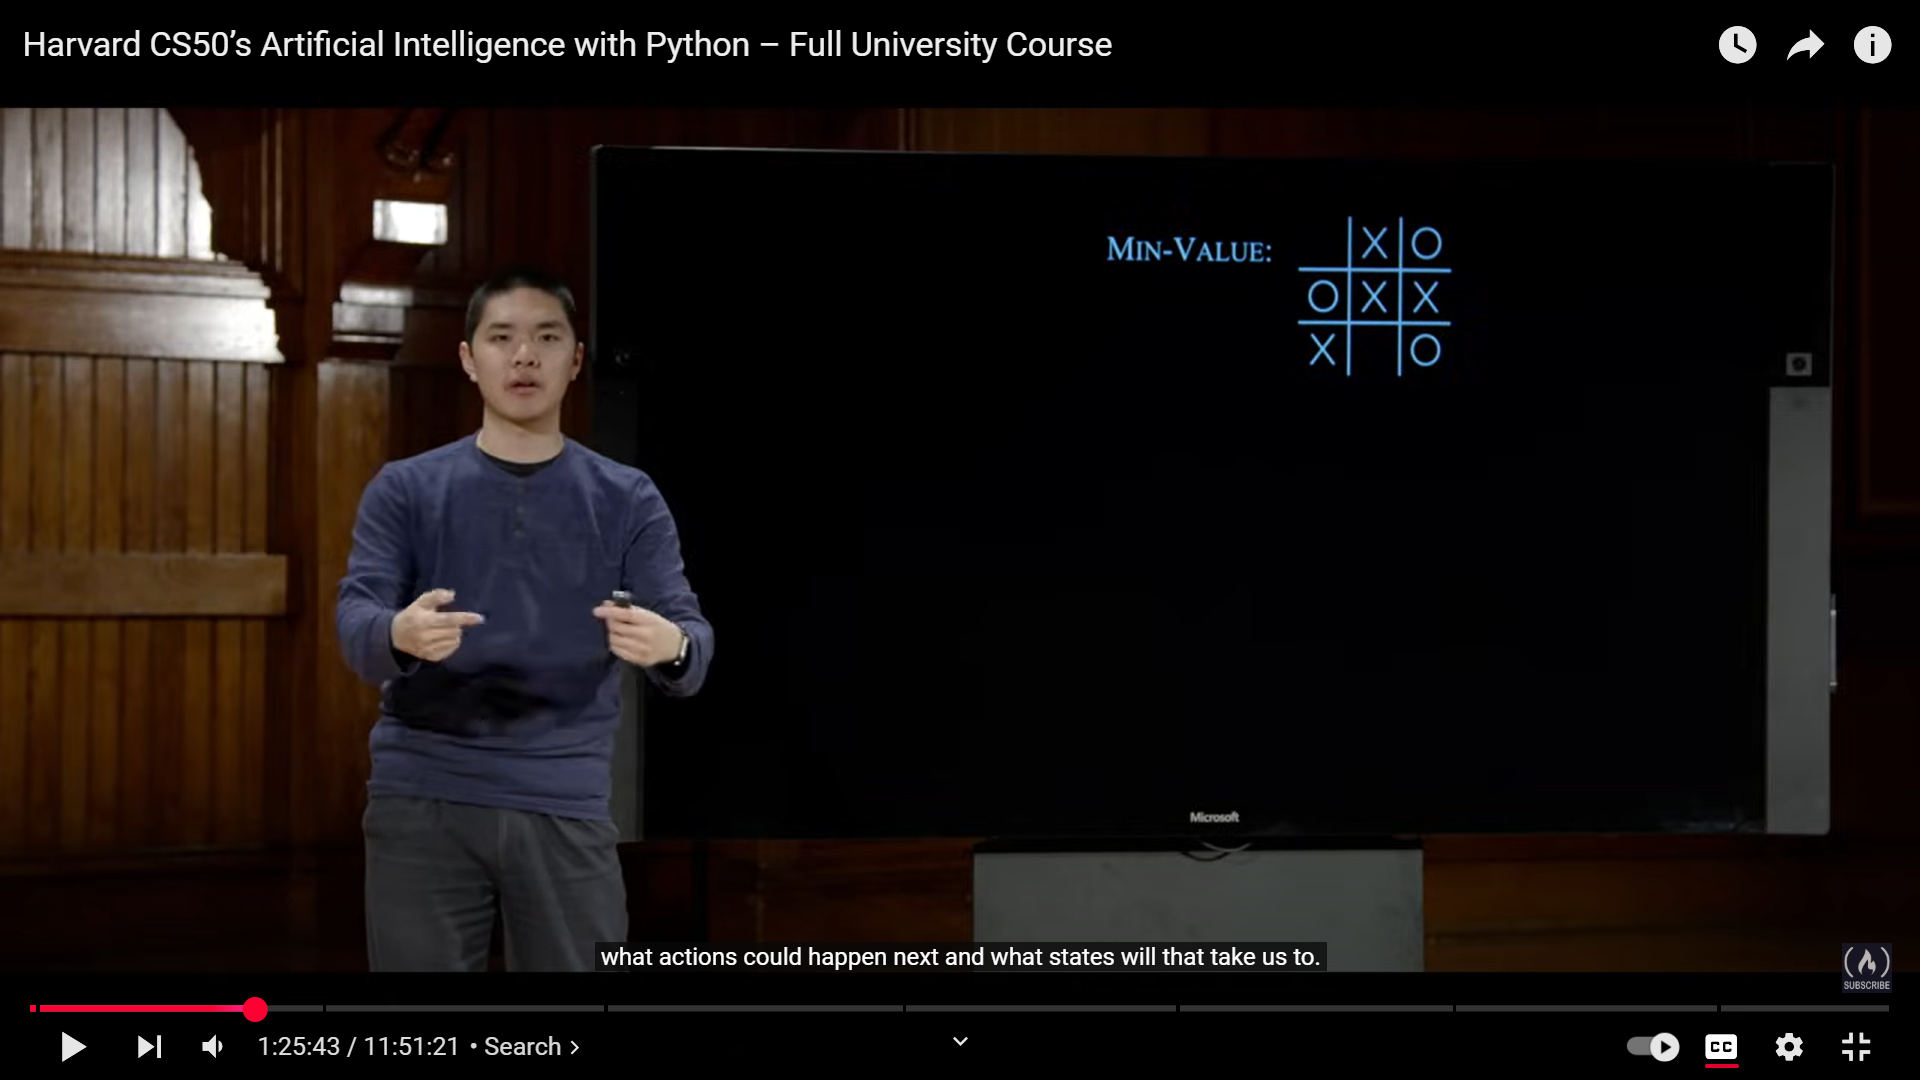 Harvard CS50’s Artificial Intelligence with Python – Full University Course
MIN-VALUE:
X O
O X X
X O
Microsoft
what actions could happen next and what states will that take us to.
SUBSCRIBE
1:25:43 / 11:51:21 • Search
CC